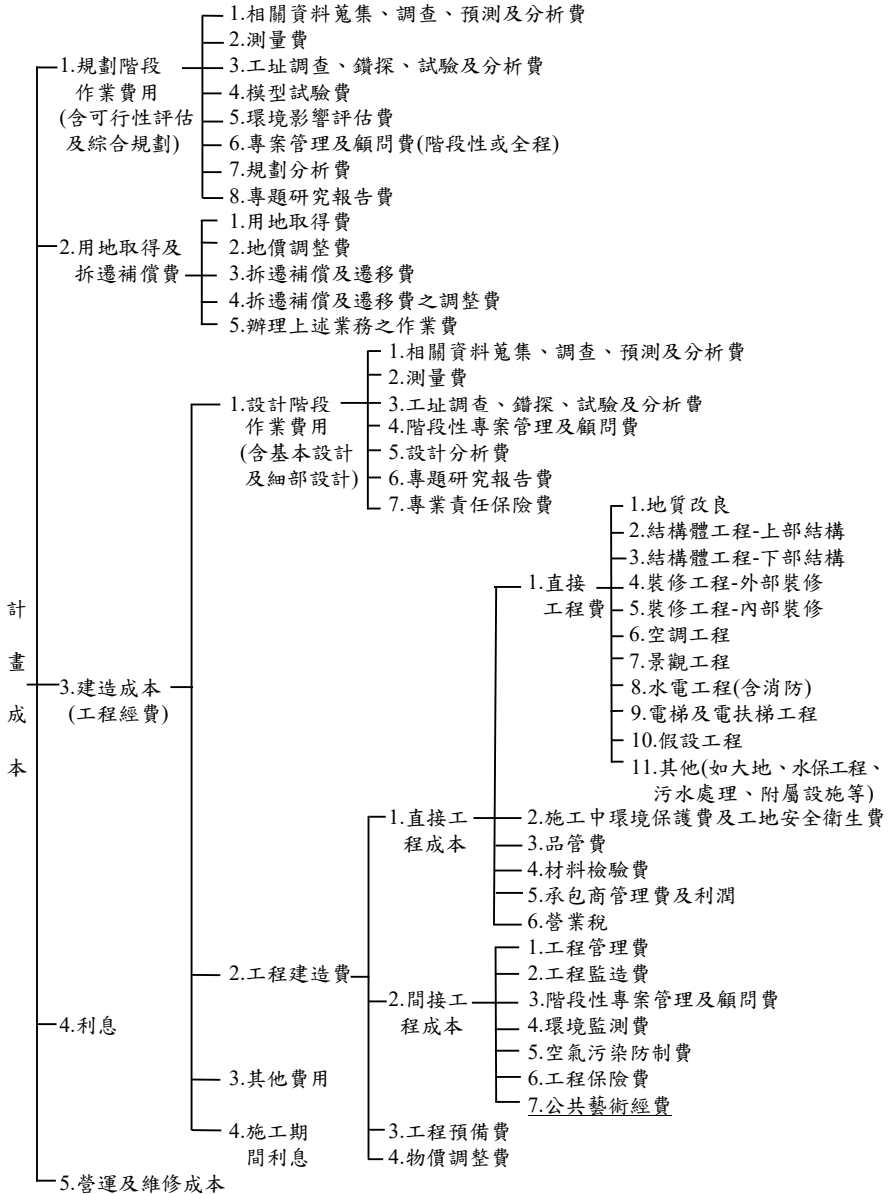 計畫成本
1.規劃階段
作業費用
(含可行性評估
及綜合規劃)
1.相關資料蒐集、調查、預測及分析費
2.測量費
3.工址調查、鑽探、試驗及分析費
4.模型試驗費
5.環境影響評估費
6.專案管理及顧問費(階段性或全程)
7.規劃分析費
8.專題研究報告費
2.用地取得及
拆遷補償費
1.用地取得費
2.地價調整費
3.拆遷補償及遷移費
4.拆遷補償及遷移費之調整費
5.辦理上述業務之作業費
3.建造成本
(工程經費)
1.設計階段
作業費用
(含基本設計
及細部設計)
1.相關資料蒐集、調查、預測及分析費
2.測量費
3.工址調查、鑽探、試驗及分析費
4.階段性專案管理及顧問費
5.設計分析費
6.專題研究報告費
7.專業責任保險費
2.工程建造費
1.直接工
程成本
1.直接
工程費
1.地質改良
2.結構體工程-上部結構
3.結構體工程-下部結構
4.裝修工程-外部裝修
5.裝修工程-內部裝修
6.空調工程
7.景觀工程
8.水電工程(含消防)
9.電梯及電扶梯工程
10.假設工程
11.其他(如大地、水保工程、
污水處理、附屬設施等)
2.施工中環境保護費及工地安全衛生費
3.品管費
4.材料檢驗費
5.承包商管理費及利潤
6.營業稅
2.間接工
程成本
1.工程管理費
2.工程監造費
3.階段性專案管理及顧問費
4.環境監測費
5.空氣污染防制費
6.工程保險費
7.公共藝術經費
3.工程預備費
4.物價調整費
3.其他費用
4.施工期
間利息
4.利息
5.營運及維修成本